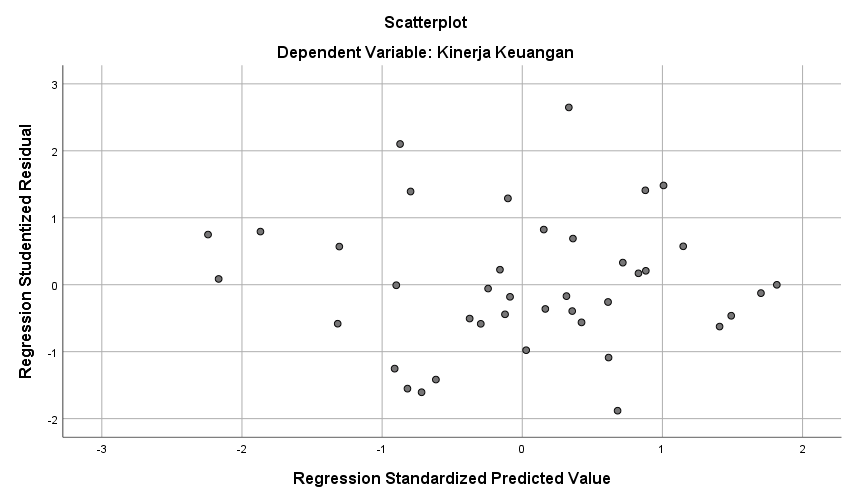 Scatterplot
Dependent Variable: Kinerja Keuangan
Regression Studentized Residual
3
2
1
0
-1
-2
-3 -2 -1 0 1 2
Regression Standardized Predicted Value